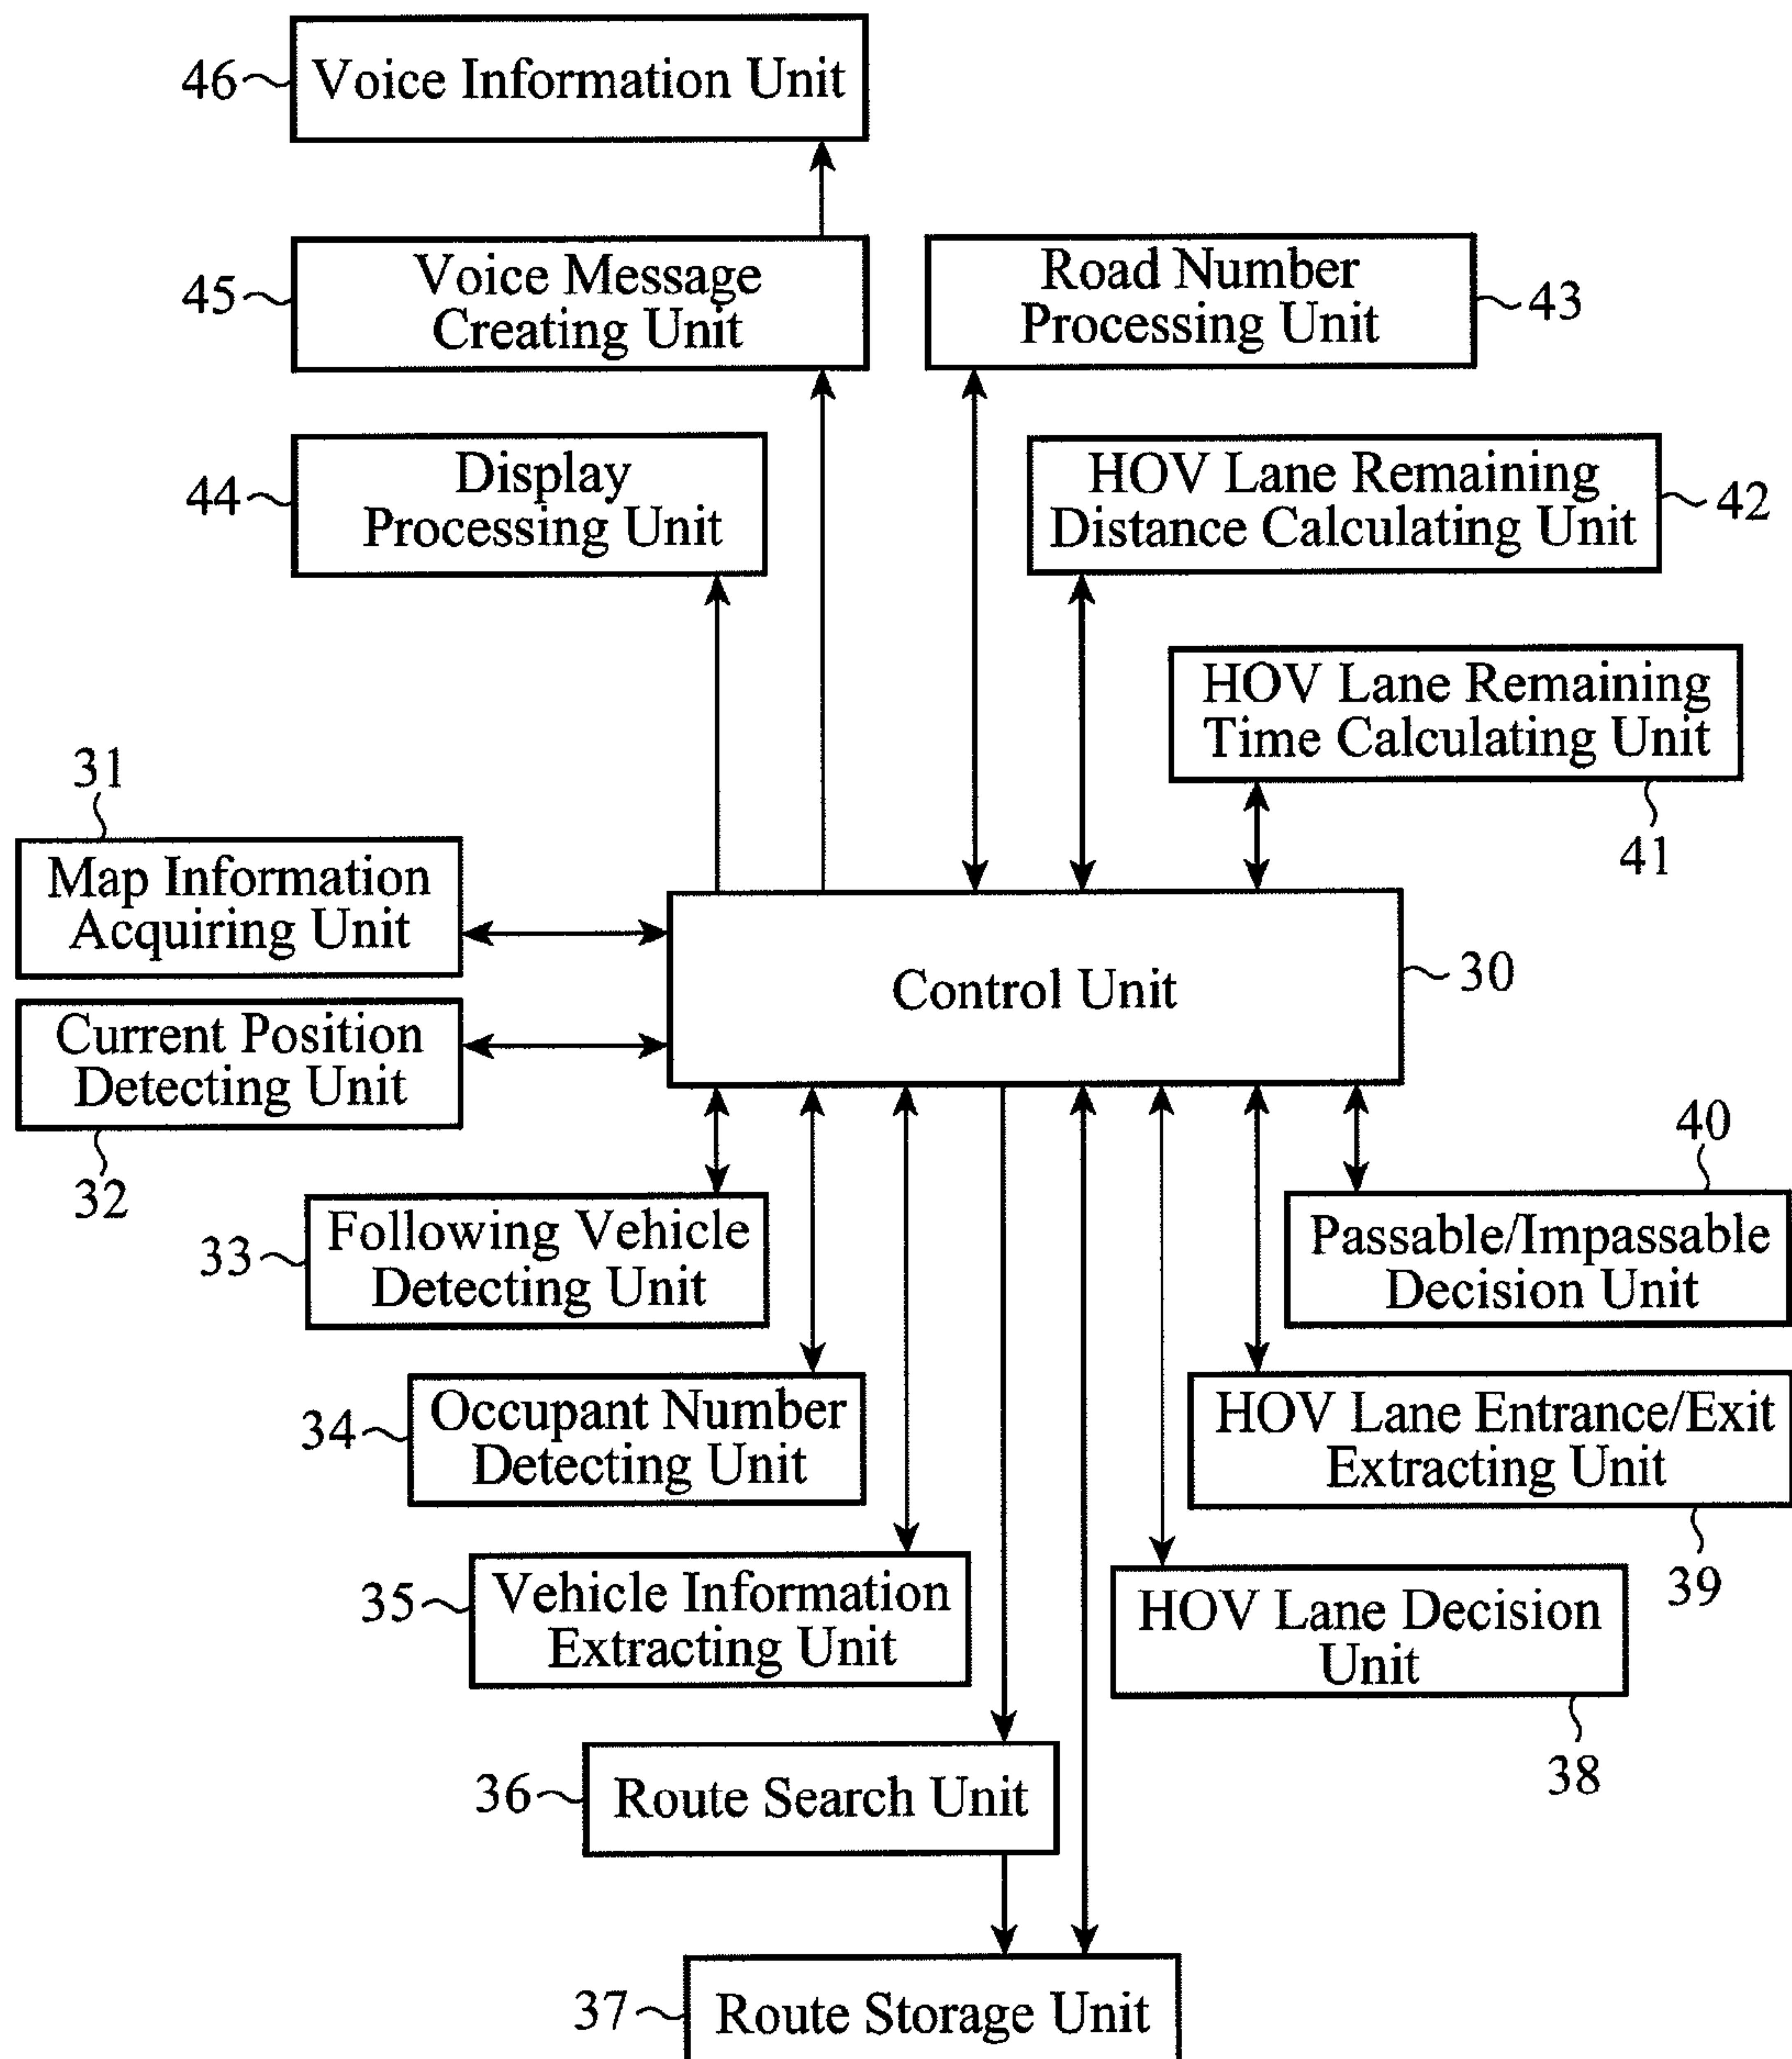 46
Voice Information Unit
45
Voice Message
Creating Unit
Road Number
Processing Unit
43
44
Display
Processing Unit
HOV Lane Remaining
Distance Calculating Unit
42
HOV Lane Remaining
Time Calculating Unit
41
31
Map Information
Acquiring Unit
Control Unit
30
Current Position
Detecting Unit
32
33
Following Vehicle
Detecting Unit
40
Passable/Impassable
Decision Unit
34
Occupant Number
Detecting Unit
HOV Lane Entrance/Exit
Extracting Unit
39
35
Vehicle Information
Extracting Unit
HOV Lane Decision
Unit
38
36
Route Search Unit
37
Route Storage Unit